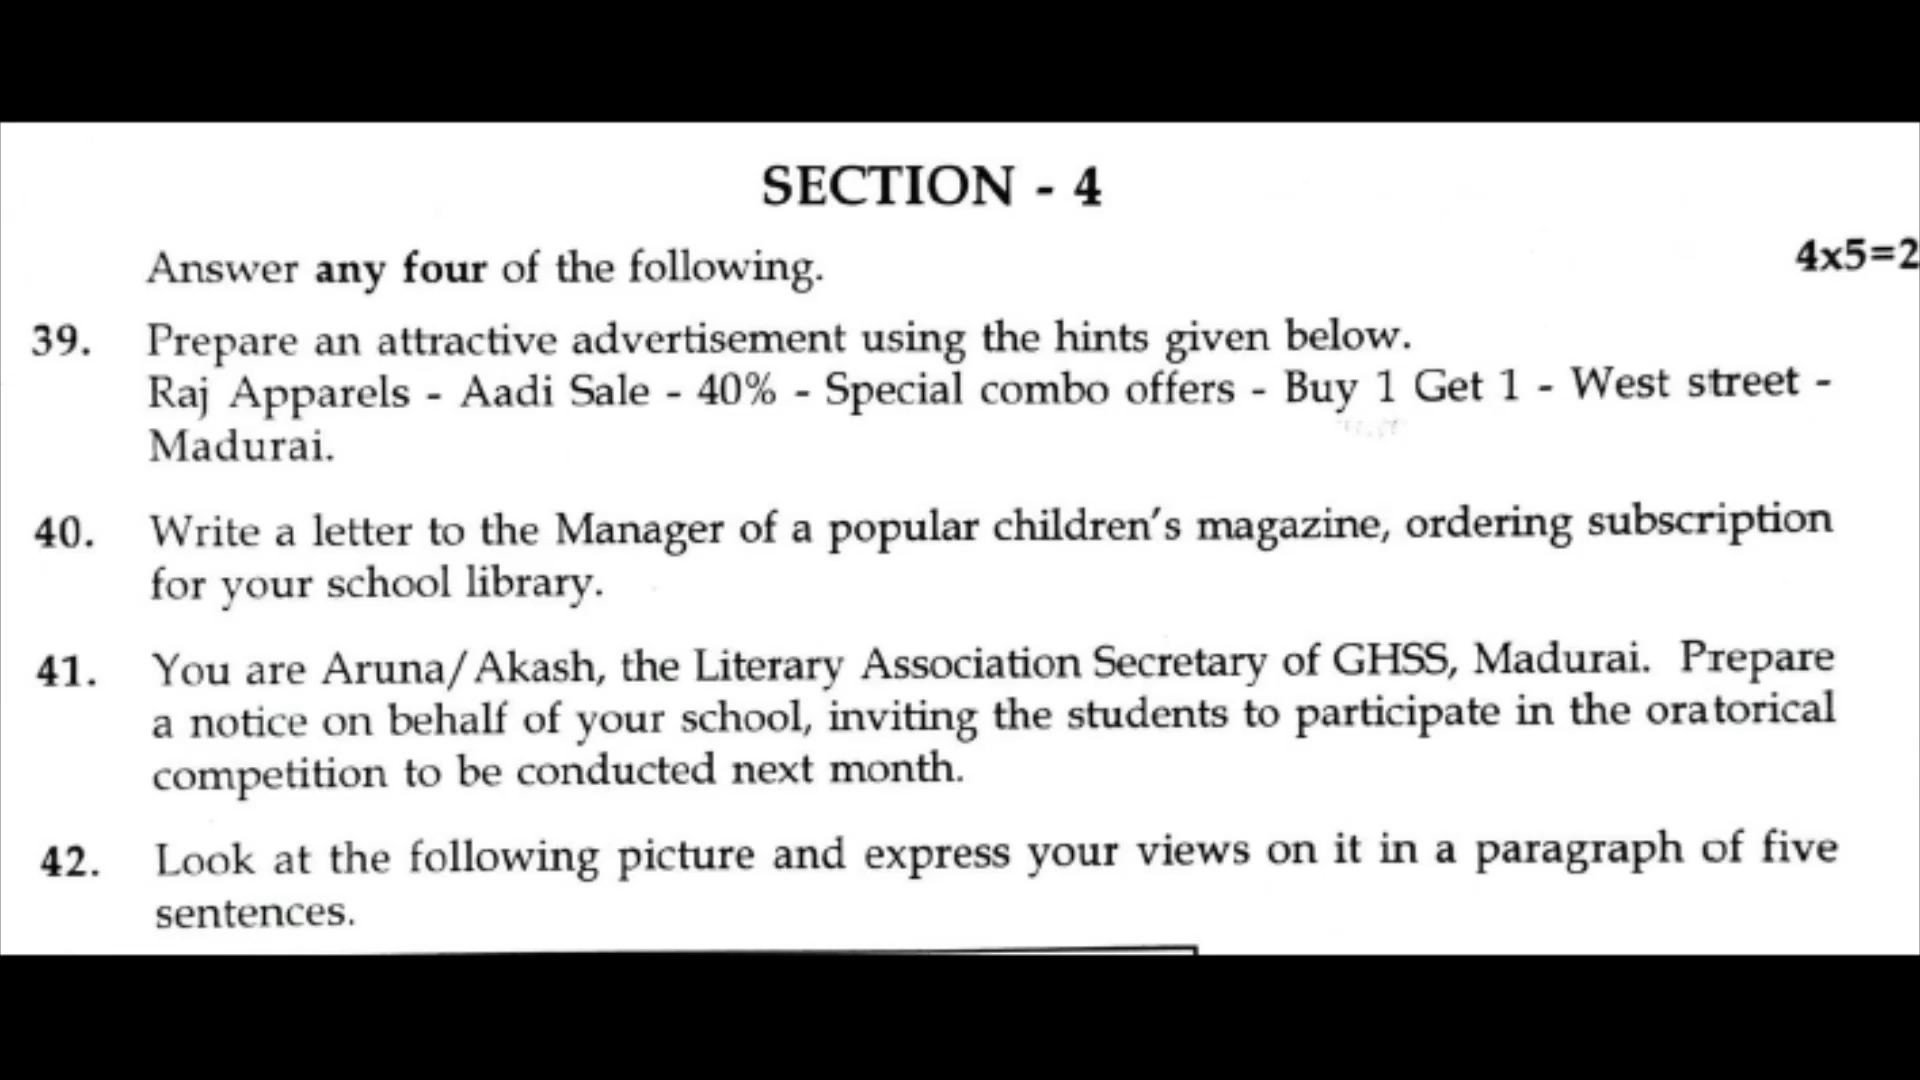 SECTION - 4
Answer any four of the following.
4x5=2
39. Prepare an attractive advertisement using the hints given below.
Raj Apparels - Aadi Sale - 40% - Special combo offers - Buy 1 Get 1 - West street -
Madurai.
40. Write a letter to the Manager of a popular children's magazine, ordering subscription
for your school library.
41. You are Aruna/Akash, the Literary Association Secretary of GHSS, Madurai. Prepare
a notice on behalf of your school, inviting the students to participate in the oratorical
competition to be conducted next month.
42. Look at the following picture and express your views on it in a paragraph of five
sentences.